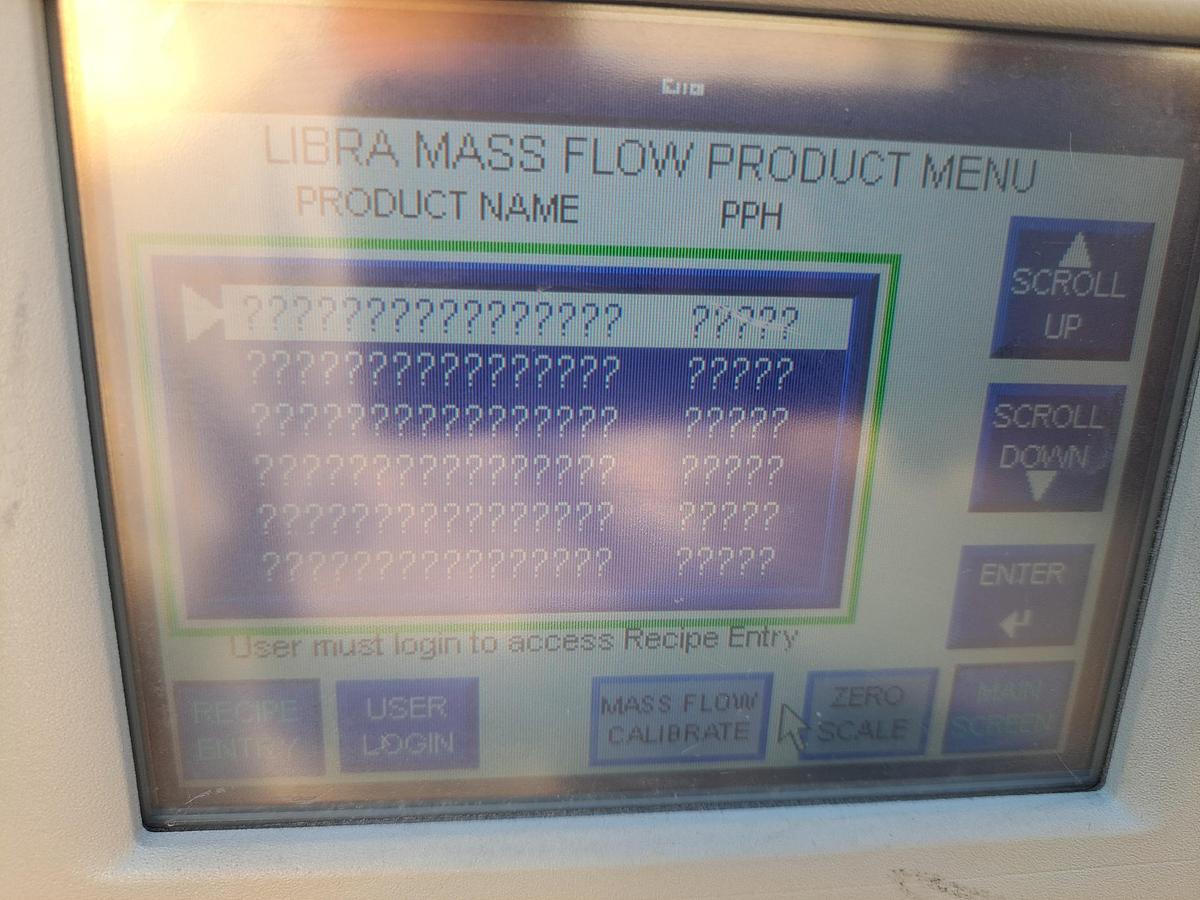 Error
LIBRA MASS FLOW PRODUCT MENU
PRODUCT NAME PPH
???????????????? ?????
???????????????? ?????
???????????????? ?????
???????????????? ?????
???????????????? ?????
???????????????? ?????
SCROLL
UP
SCROLL
DOWN
ENTER
User must login to access Recipe Entry
RECIPE
ENTRY
USER
LOGIN
MASS FLOW
CALIBRATE
ZERO
SCALE
MAIN
SCREEN